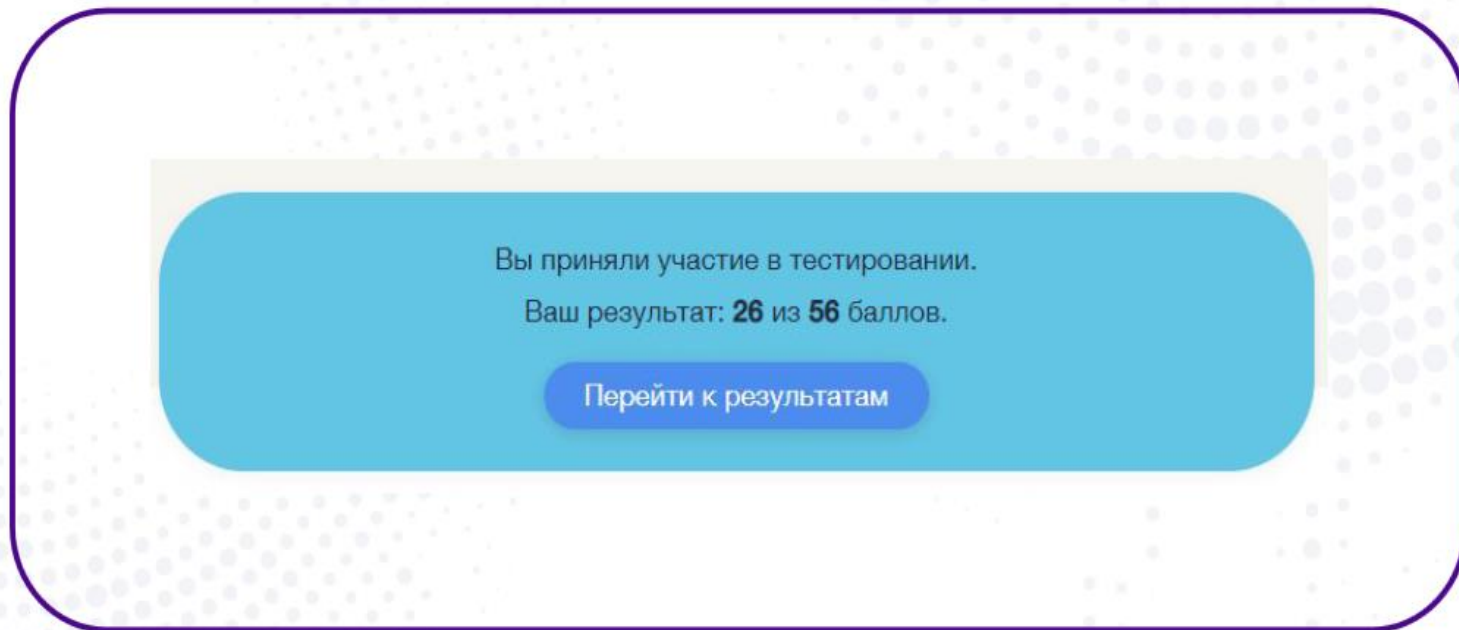 Вы приняли участие в тестировании.
Ваш результат: 26 из 56 баллов.
Перейти к результатам